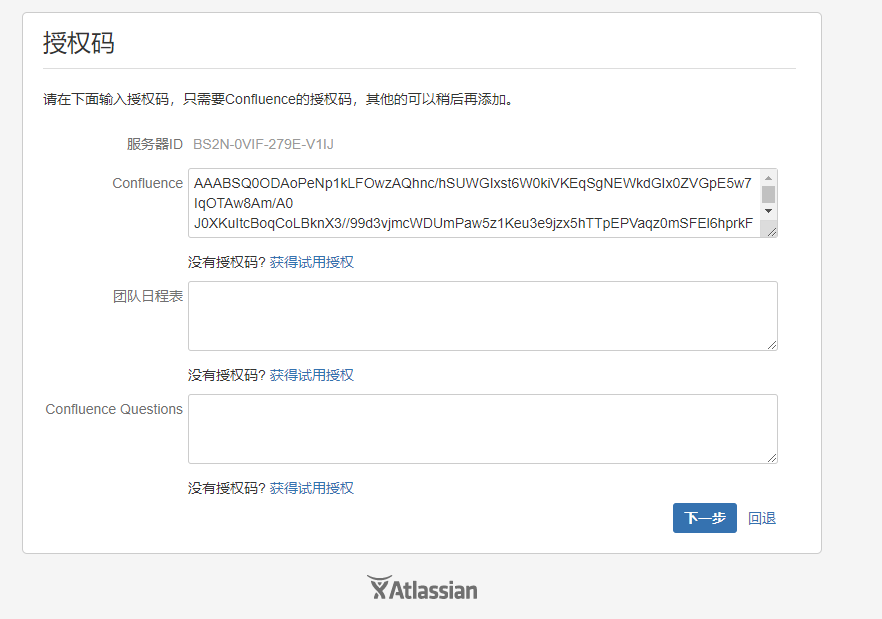 授权码
请在下面输入授权码，只需要Confluence的授权码，其他的可以稍后再添加。
服务器ID BS2N-0VIF-279E-V1IJ
Confluence AAABSQ0ODAoPeNp1kLFOwzAQhnc/hSUWGIxst6W0kiVKEqSgNEWkdGIx0ZVGpE5w7
IqOTAw8Am/A0
J0XKuItcBoqCoLBknX3//99d3vjmcWDUmPaw5z1Keu3e9jzx5hTTpEPVaqz0mSFEl6hprkF
没有授权码? 获得试用授权
团队日程表
没有授权码? 获得试用授权
Confluence Questions
没有授权码? 获得试用授权
下一步 回退
Atlassian